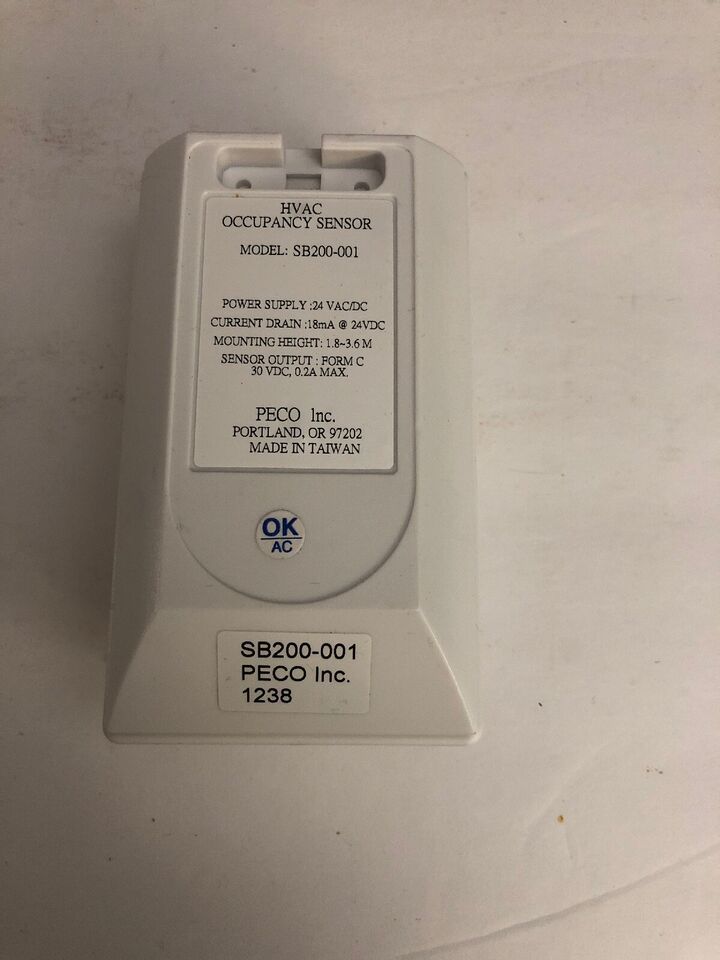 HVAC
OCCUPANCY SENSOR
MODEL: SB200-001
POWER SUPPLY :24 VAC/DC
CURRENT DRAIN :18mA @ 24VDC
MOUNTING HEIGHT: 1.8~3.6 M
SENSOR OUTPUT : FORM C
30 VDC, 0.2A MAX.
PECO lnc.
PORTLAND, OR 97202
MADE IN TAIWAN
OK
AC
SB200-001
PECO Inc.
1238